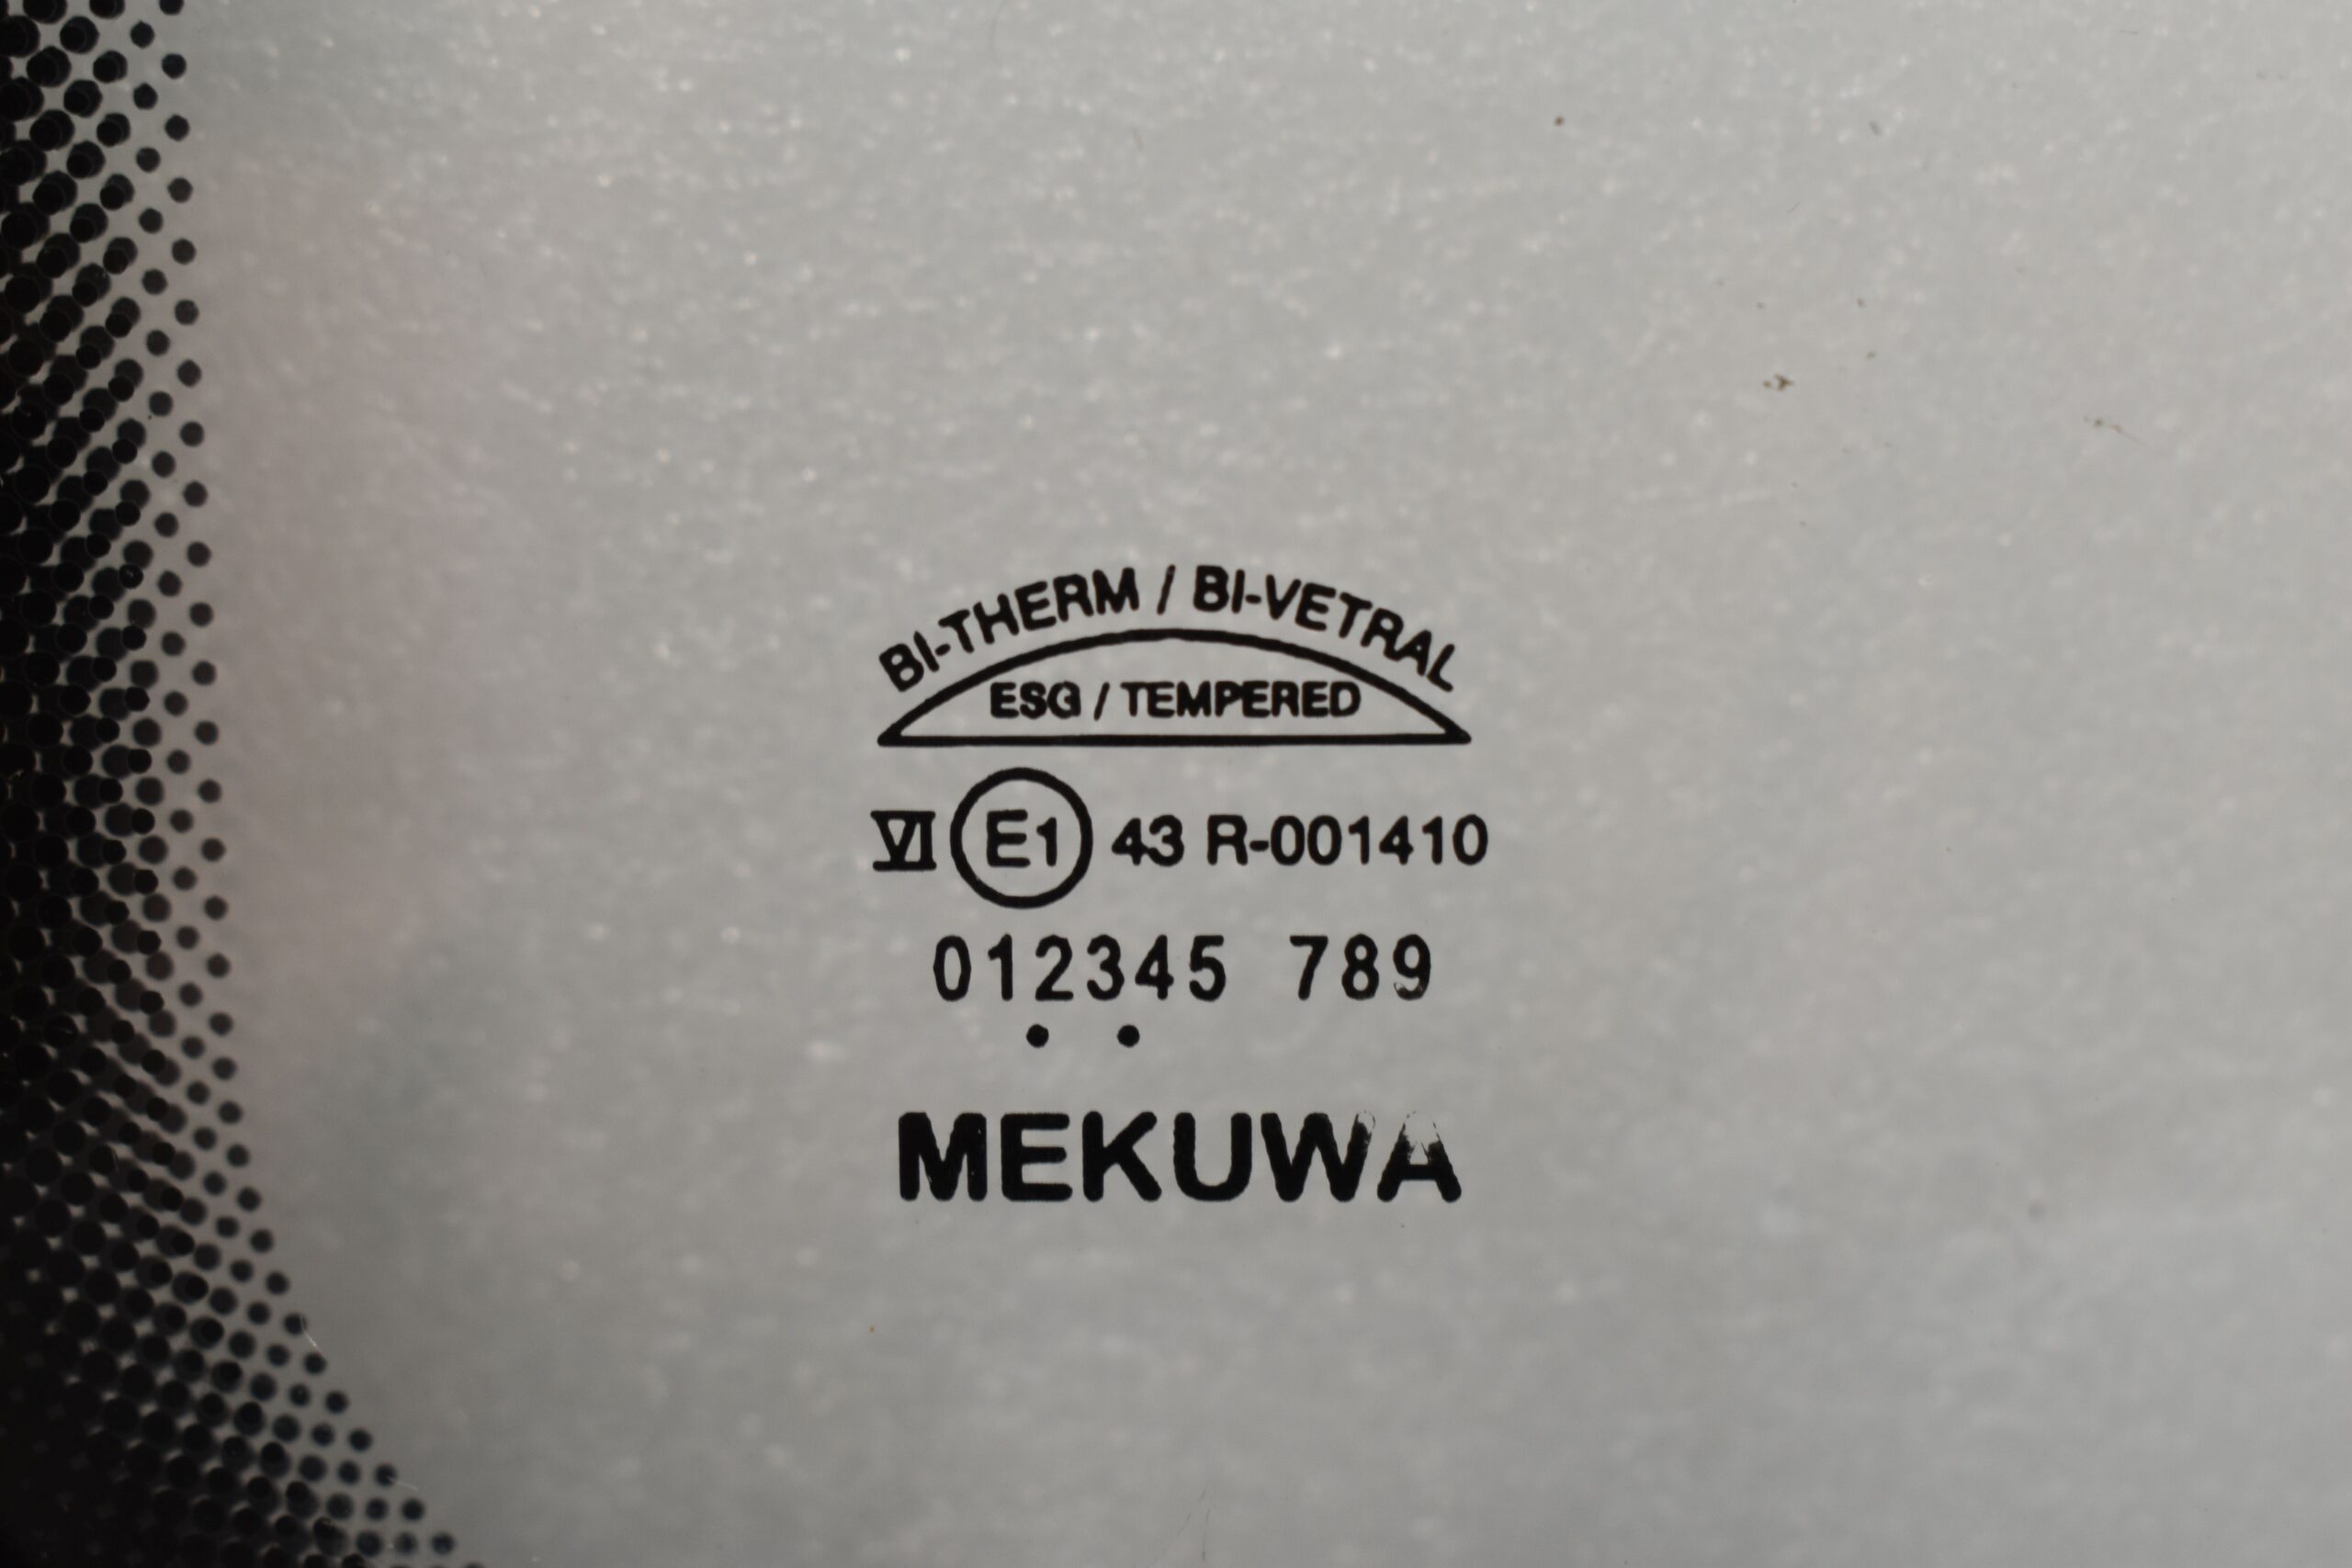 BI-THERM / BI-VETRAL
ESG / TEMPERED
VI E1 43 R-001410
012345 789
. .
MEKUWA